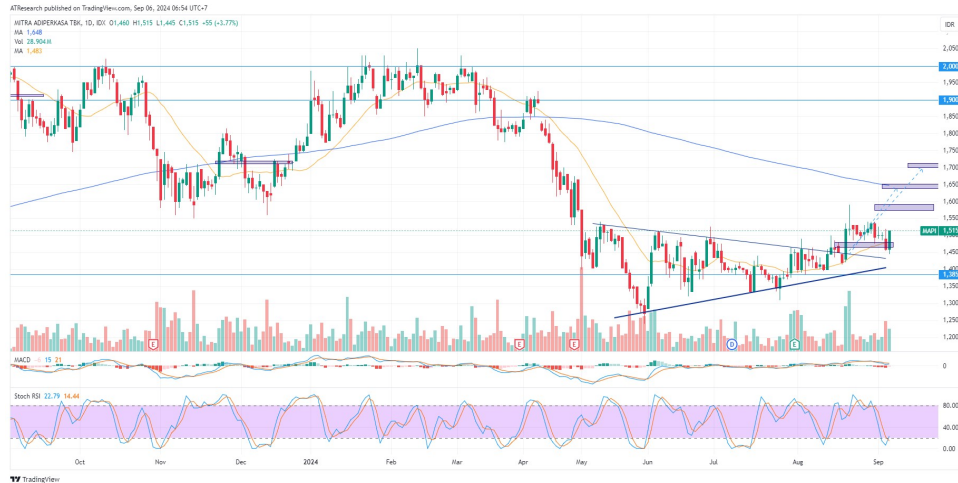 ATResearch published on TradingView.com, Sep 06, 2024 06:54 UTC+7
MITRA ADIPERKASA TBK, 1D, IDX O1,460 H1,515 L1,445 C1,515 +55 (+3.77%)
MA 1,648
Vol 28.904M
MA 1,483
IDR
2,050
2,000
1,950
1,900
1,850
1,800
1,750
1,700
1,650
1,600
1,550
MAPI 1,515
1,450
1,400
1,385
1,350
1,300
1,250
1,200
E E E D E
MACD 15 21
0
Stoch RSI 22.79 14.44
80.00
40.00
0.00
Oct Nov Dec 2024 Feb Mar Apr May Jun Jul Aug Sep
TradingView